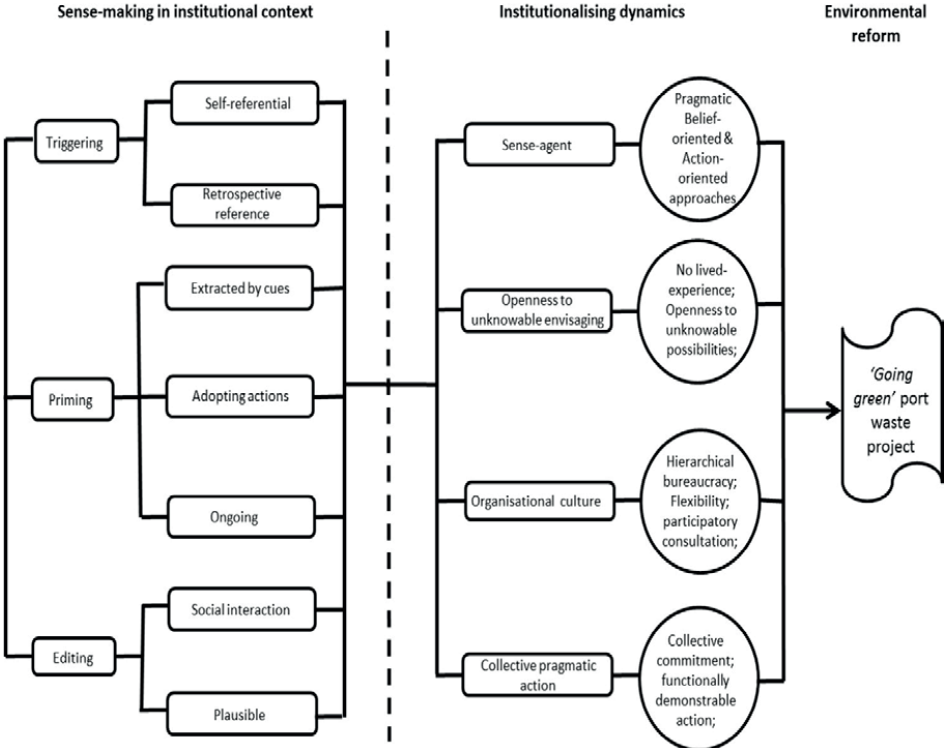 Sense-making in institutional context
Institutionalising dynamics
Environmental
reform
Triggering
Self-referential
Retrospective
reference
Priming
Extracted by cues
Adopting actions
Ongoing
Editing
Social interaction
Plausible
Sense-agent
Pragmatic
Belief-
oriented &
Action-
oriented
approaches
Openness to
unknowable envisaging
No lived-
experience;
Openness to
unknowable
possibilities;
Organisational culture
Hierarchical
bureaucracy;
Flexibility;
participatory
consultation;
Collective pragmatic
action
Collective
commitment;
functionally
demonstrable
action;
‘Going
green’ port
waste
project